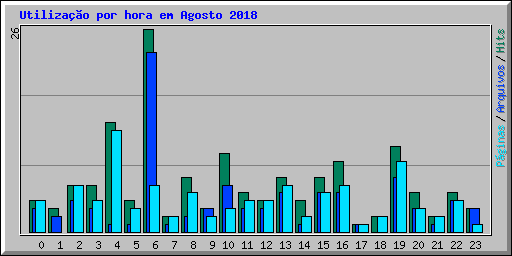 Utilização por hora em Agosto 2018
26
Páginas / Arquivos / Hits
0 1 2 3 4 5 6 7 8 9 10 11 12 13 14 15 16 17 18 19 20 21 22 23